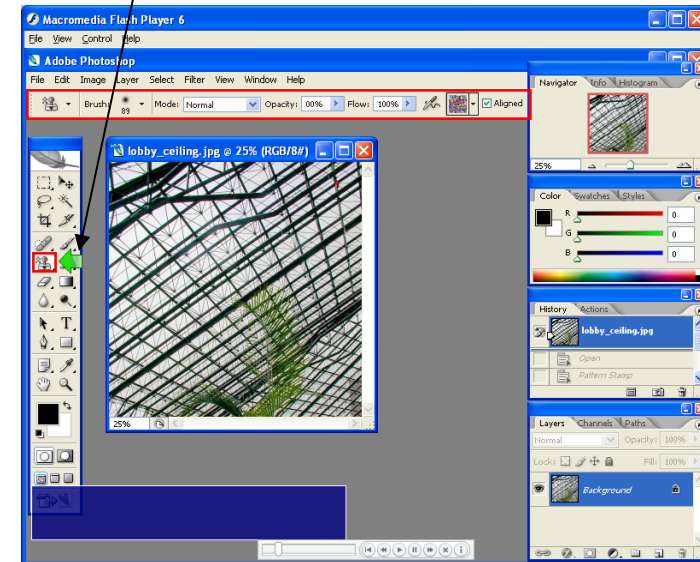 Macromedia Flash Player 6
File View Control Help
Adobe Photoshop
File Edit Image Layer Select Filter View Window Help
Brush: 89 Mode: Normal Opacity: 00% Flow: 100% Aligned
Navigator Info Histogram
25%
lobby_ceiling.jpg @ 25% (RGB/8#)
Color Swatches Styles
R 0
G 0
B 0
T
History Actions
lobby_ceiling.jpg
Open
Pattern Stamp
25%
Layers Channels Paths
Normal Opacity: 100%
Lock: Fill: 100%
Background